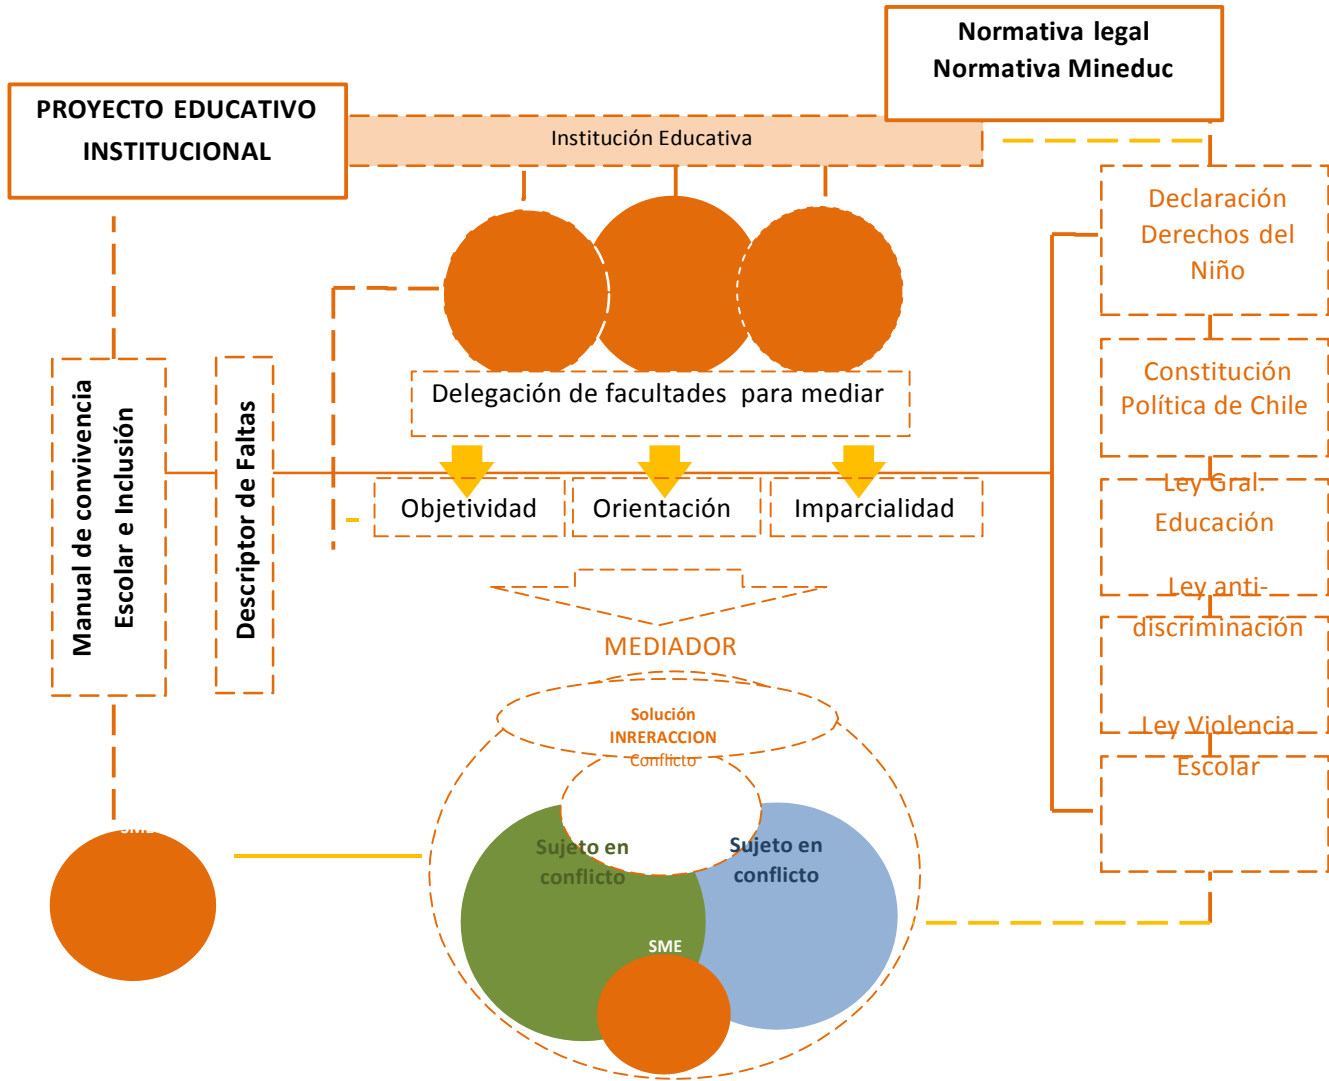 Normativa legal
Normativa Mineduc
PROYECTO EDUCATIVO
INSTITUCIONAL
Institución Educativa
Declaración
Derechos del
Niño
Constitución
Política de Chile
Ley Gral.
Educación
Ley anti-
discriminación
Ley Violencia
Escolar
Manual de convivencia
Escolar e Inclusión
Descriptor de Faltas
Delegación de facultades para mediar
Objetividad
Orientación
Imparcialidad
MEDIADOR
Solución
INRERACCION
Conflicto
Sujeto en
conflicto
Sujeto en
conflicto
SME
SME